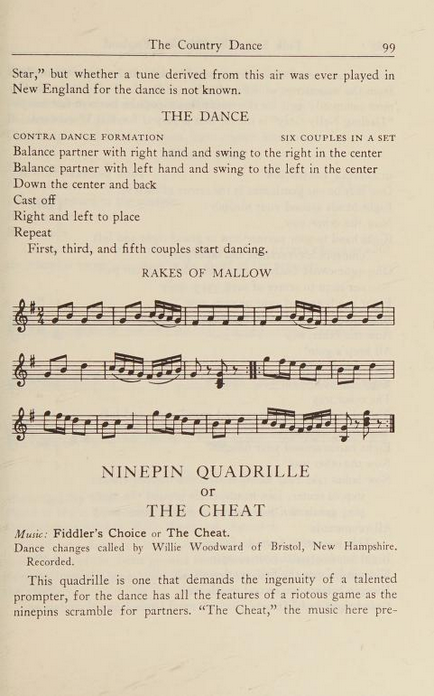 The Country Dance 99
Star,” but whether a tune derived from this air was ever played in
New England for the dance is not known.
THE DANCE
CONTRA DANCE FORMATION SIX COUPLES IN A SET
Balance partner with right hand and swing to the right in the center
Balance partner with left hand and swing to the left in the center
Down the center and back
Cast off
Right and left to place
Repeat
First, third, and fifth couples start dancing.
RAKES OF MALLOW
2
4
NINEPIN QUADRILLE
or
THE CHEAT
Music: Fiddler’s Choice or The Cheat.
Dance changes called by Willie Woodward of Bristol, New Hampshire.
Recorded.
This quadrille is one that demands the ingenuity of a talented
prompter, for the dance has all the features of a riotous game as the
ninepins scramble for partners. “The Cheat,” the music here pre-